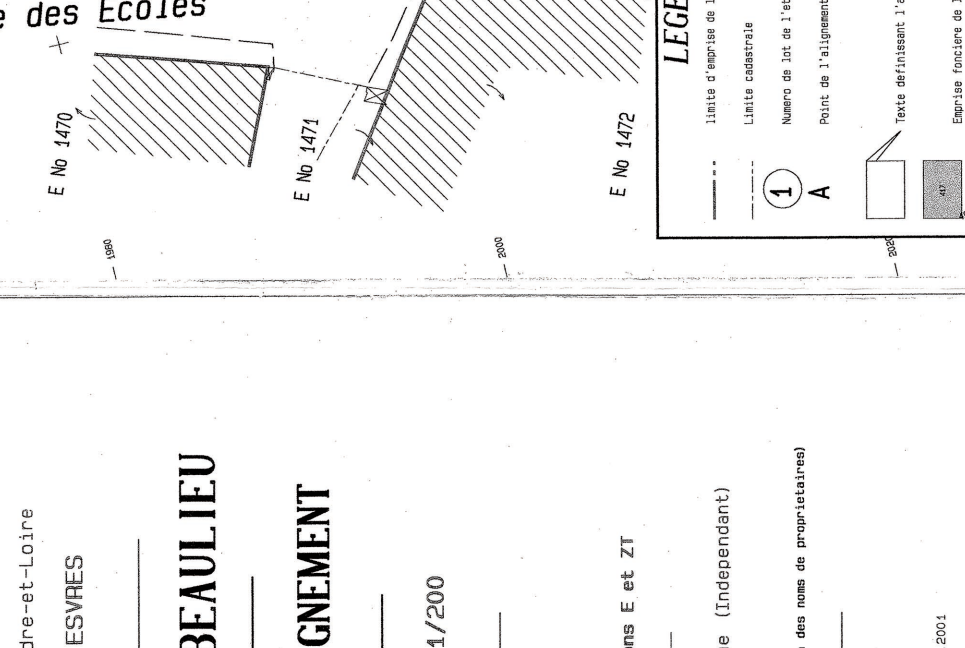 des Ecoles
E No 1470
E No 1471
E No 1472
1980
2000
2020
LEGE
limite d'emprise de l
Limite cadastrale
Numero de lot de l'et
Point de l'alignement
Texte definissant l'a
Emprise fonciere de l
1
A
417
dre-et-Loire
ESVRES
BEAULIEU
GNEMENT
1/200
ons E et ZT
e (Independant)
des noms de proprietaires)
2001